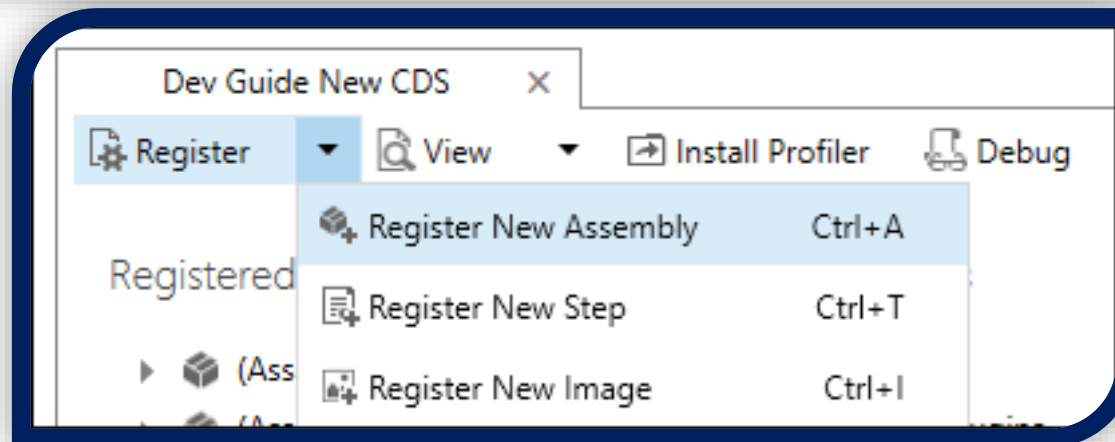 Dev Guide New CDS
Register View Install Profiler Debug
Register New Assembly Ctrl+A
Registered
Register New Step Ctrl+T
(Ass
Register New Image Ctrl+I